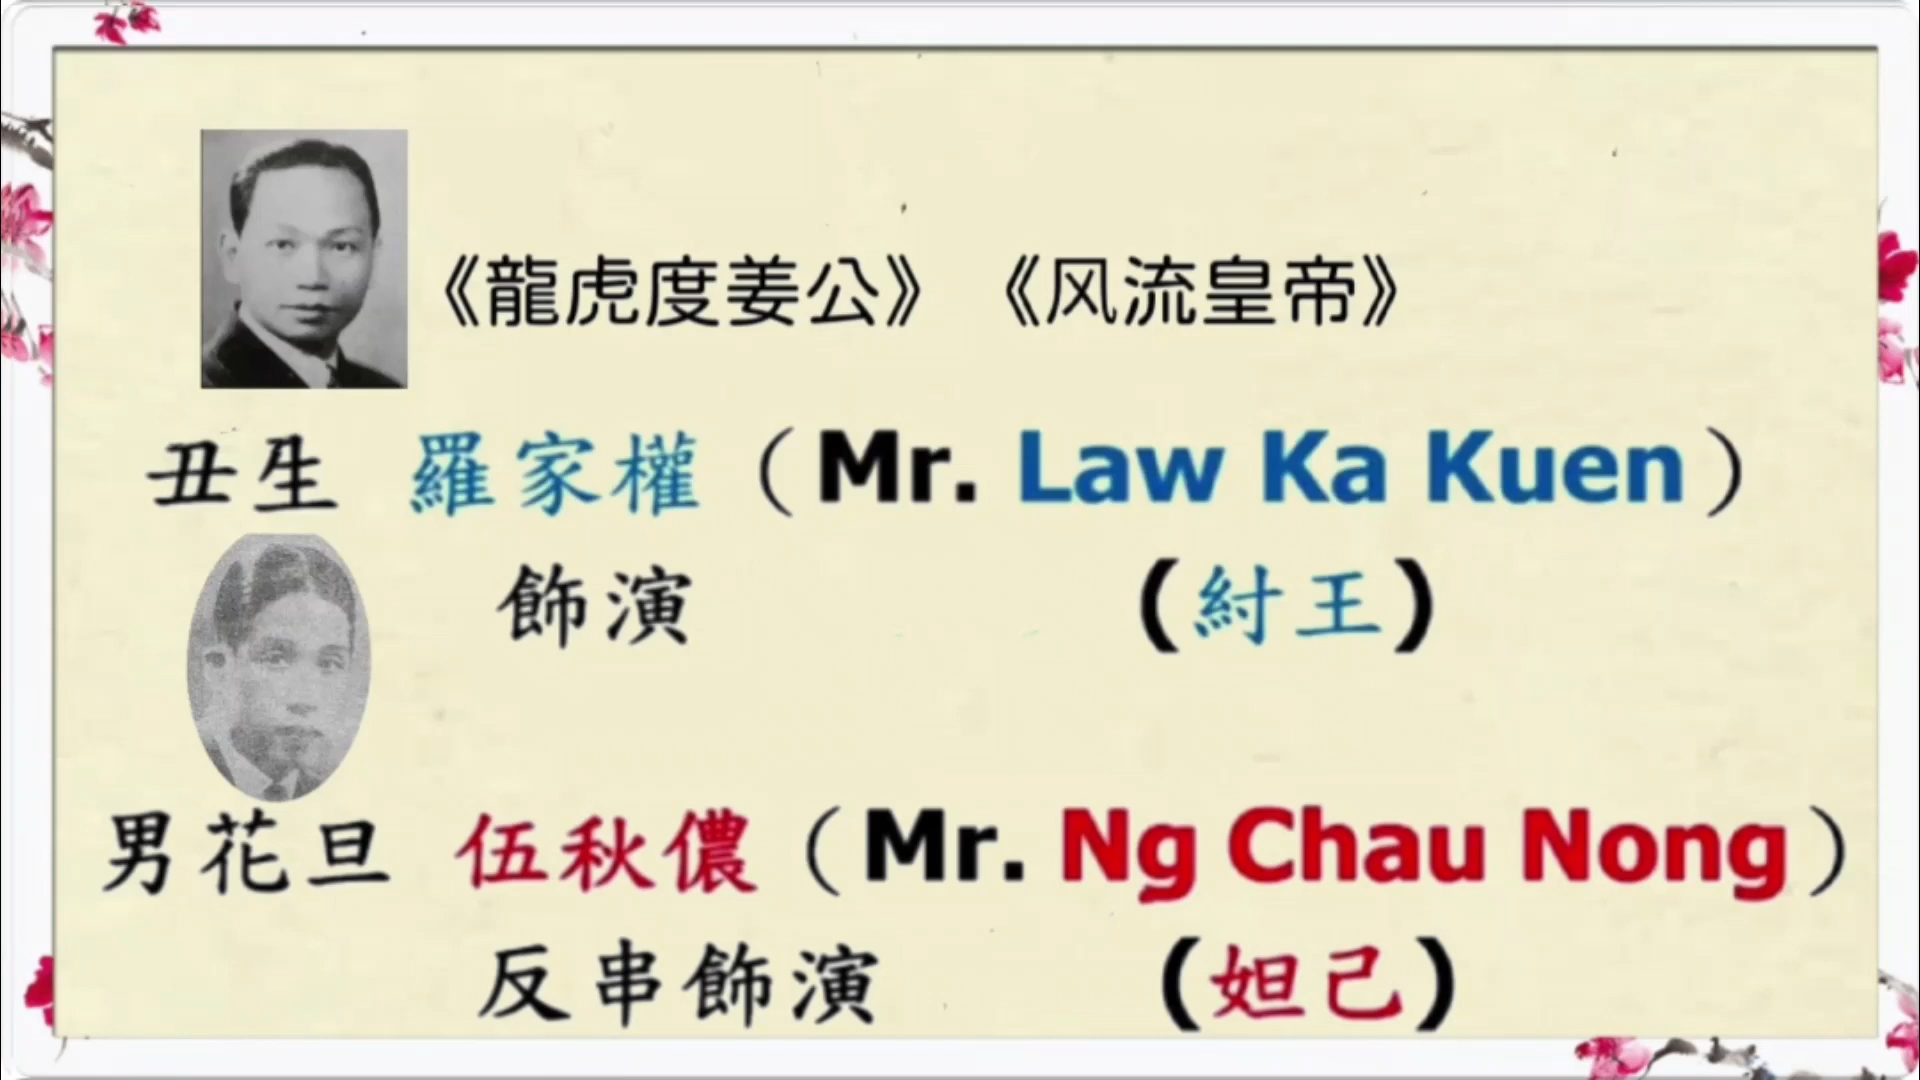 《龍虎度姜公》《风流皇帝》
丑生 羅家權（Mr. Law Ka Kuen）
飾演 (紂王)
男花旦 伍秋儂（Mr. Ng Chau Nong）
反串飾演 (妲己)